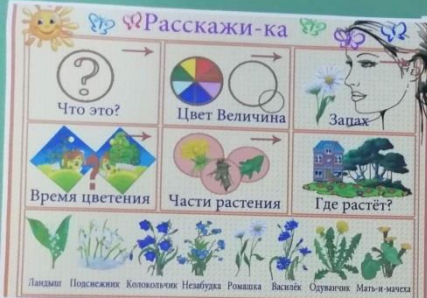 Расскажи-ка
?
Что это?
Цвет Величина
Запах
?
Время цветения
Части растения
Где растёт?
Ландыш Подснежник Колокольчик Незабудка Ромашка Василёк Одуванчик Мать-и-мачеха